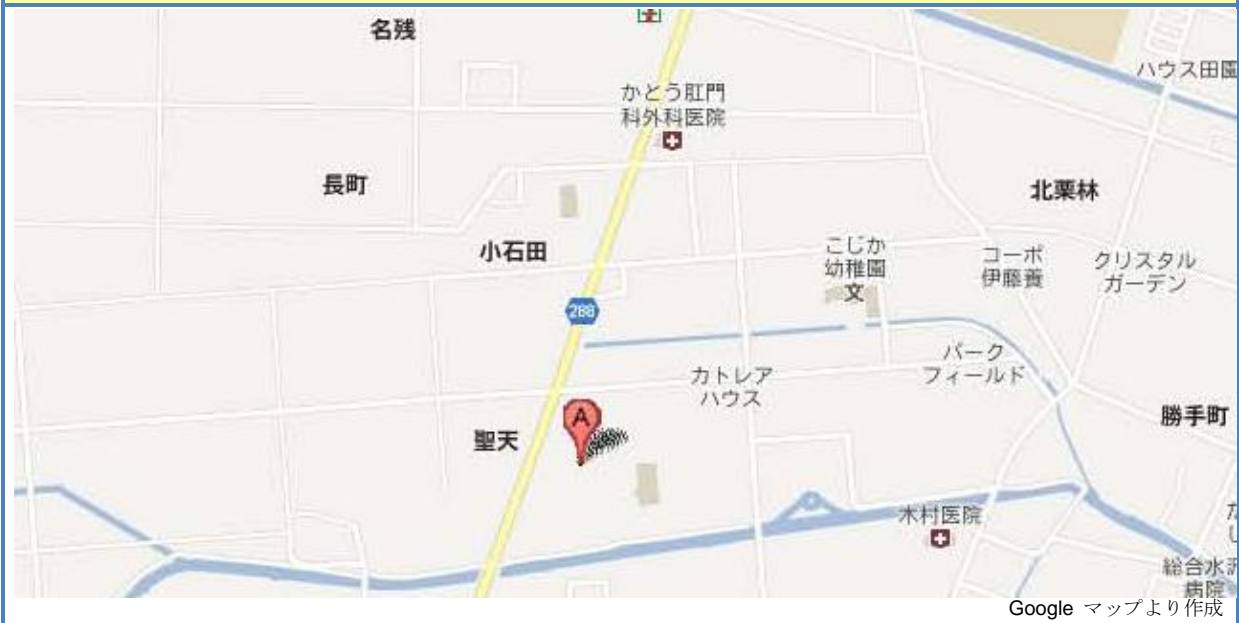 名残
ハウス田園
かとう肛門
科外科医院
長町
北栗林
小石田
こじか
幼稚園
文
コーポ
伊藤養
クリスタル
ガーデン
288
パーク
フィールド
カトレア
ハウス
A
聖天
勝手町
木村医院
総合水沢
病院
Google マップより作成